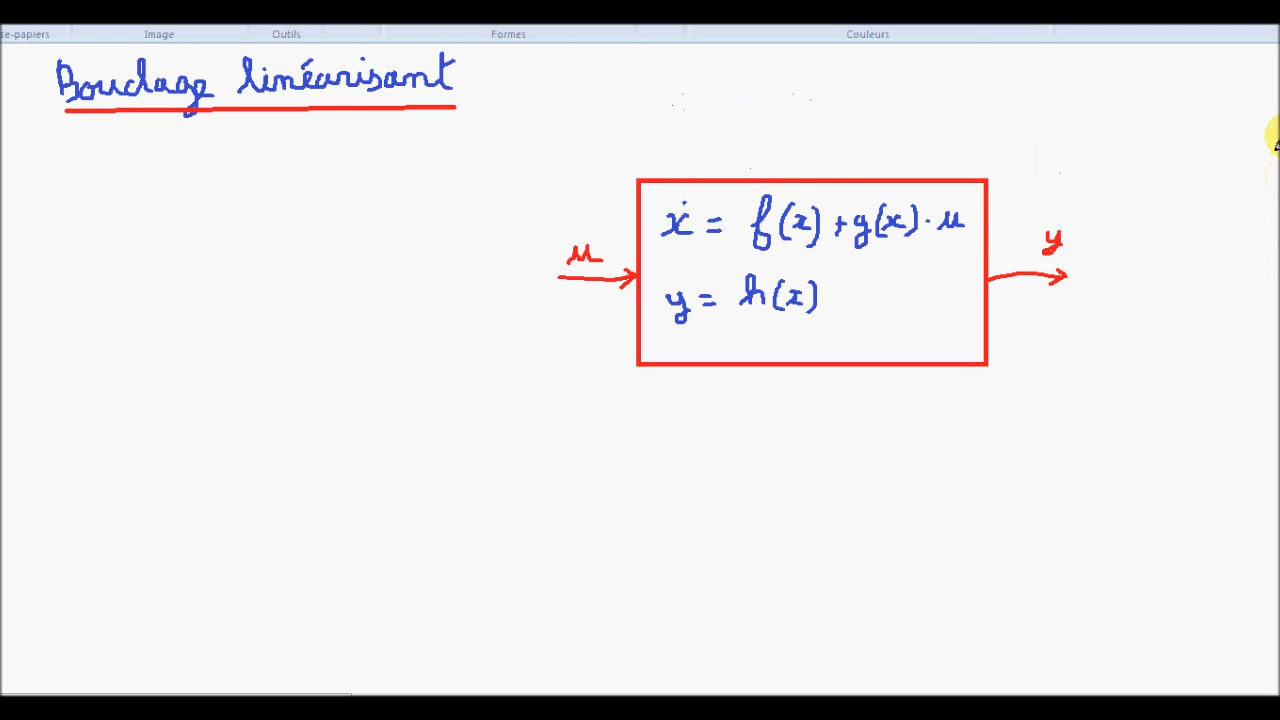 se-papiers Image Outils Formes Couleurs
Bouclage linéarisant
ẋ = f(x) + g(x) · u
u
y
y = h(x)